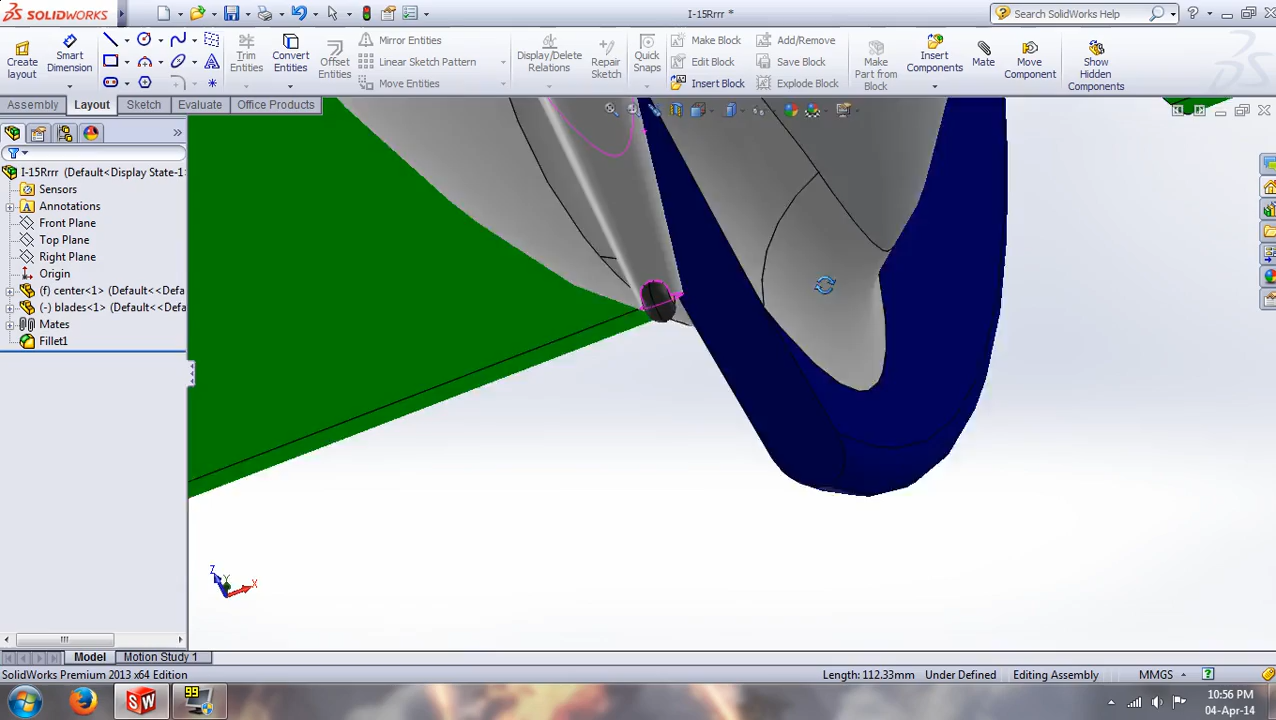 SOLIDWORKS
I-15Rrrr *
Search SolidWorks Help
Create layout
Smart Dimension
Trim Entities
Convert Entities
Offset Entities
Mirror Entities
Linear Sketch Pattern
Move Entities
Display/Delete Relations
Repair Sketch
Quick Snaps
Make Block
Edit Block
Insert Block
Add/Remove
Save Block
Explode Block
Make Part from Block
Insert Components
Mate
Move Component
Show Hidden Components
Assembly
Layout
Sketch
Evaluate
Office Products
I-15Rrrr (Default<Display State-1
Sensors
Annotations
Front Plane
Top Plane
Right Plane
Origin
(f) center<1> (Default<<Defa
(-) blades<1> (Default<<Defa
Mates
Fillet1
Z
Y
X
Model
Motion Study 1
SolidWorks Premium 2013 x64 Edition
Length: 112.33mm
Under Defined
Editing Assembly
MMGS
SW
99
10:56 PM
04-Apr-14